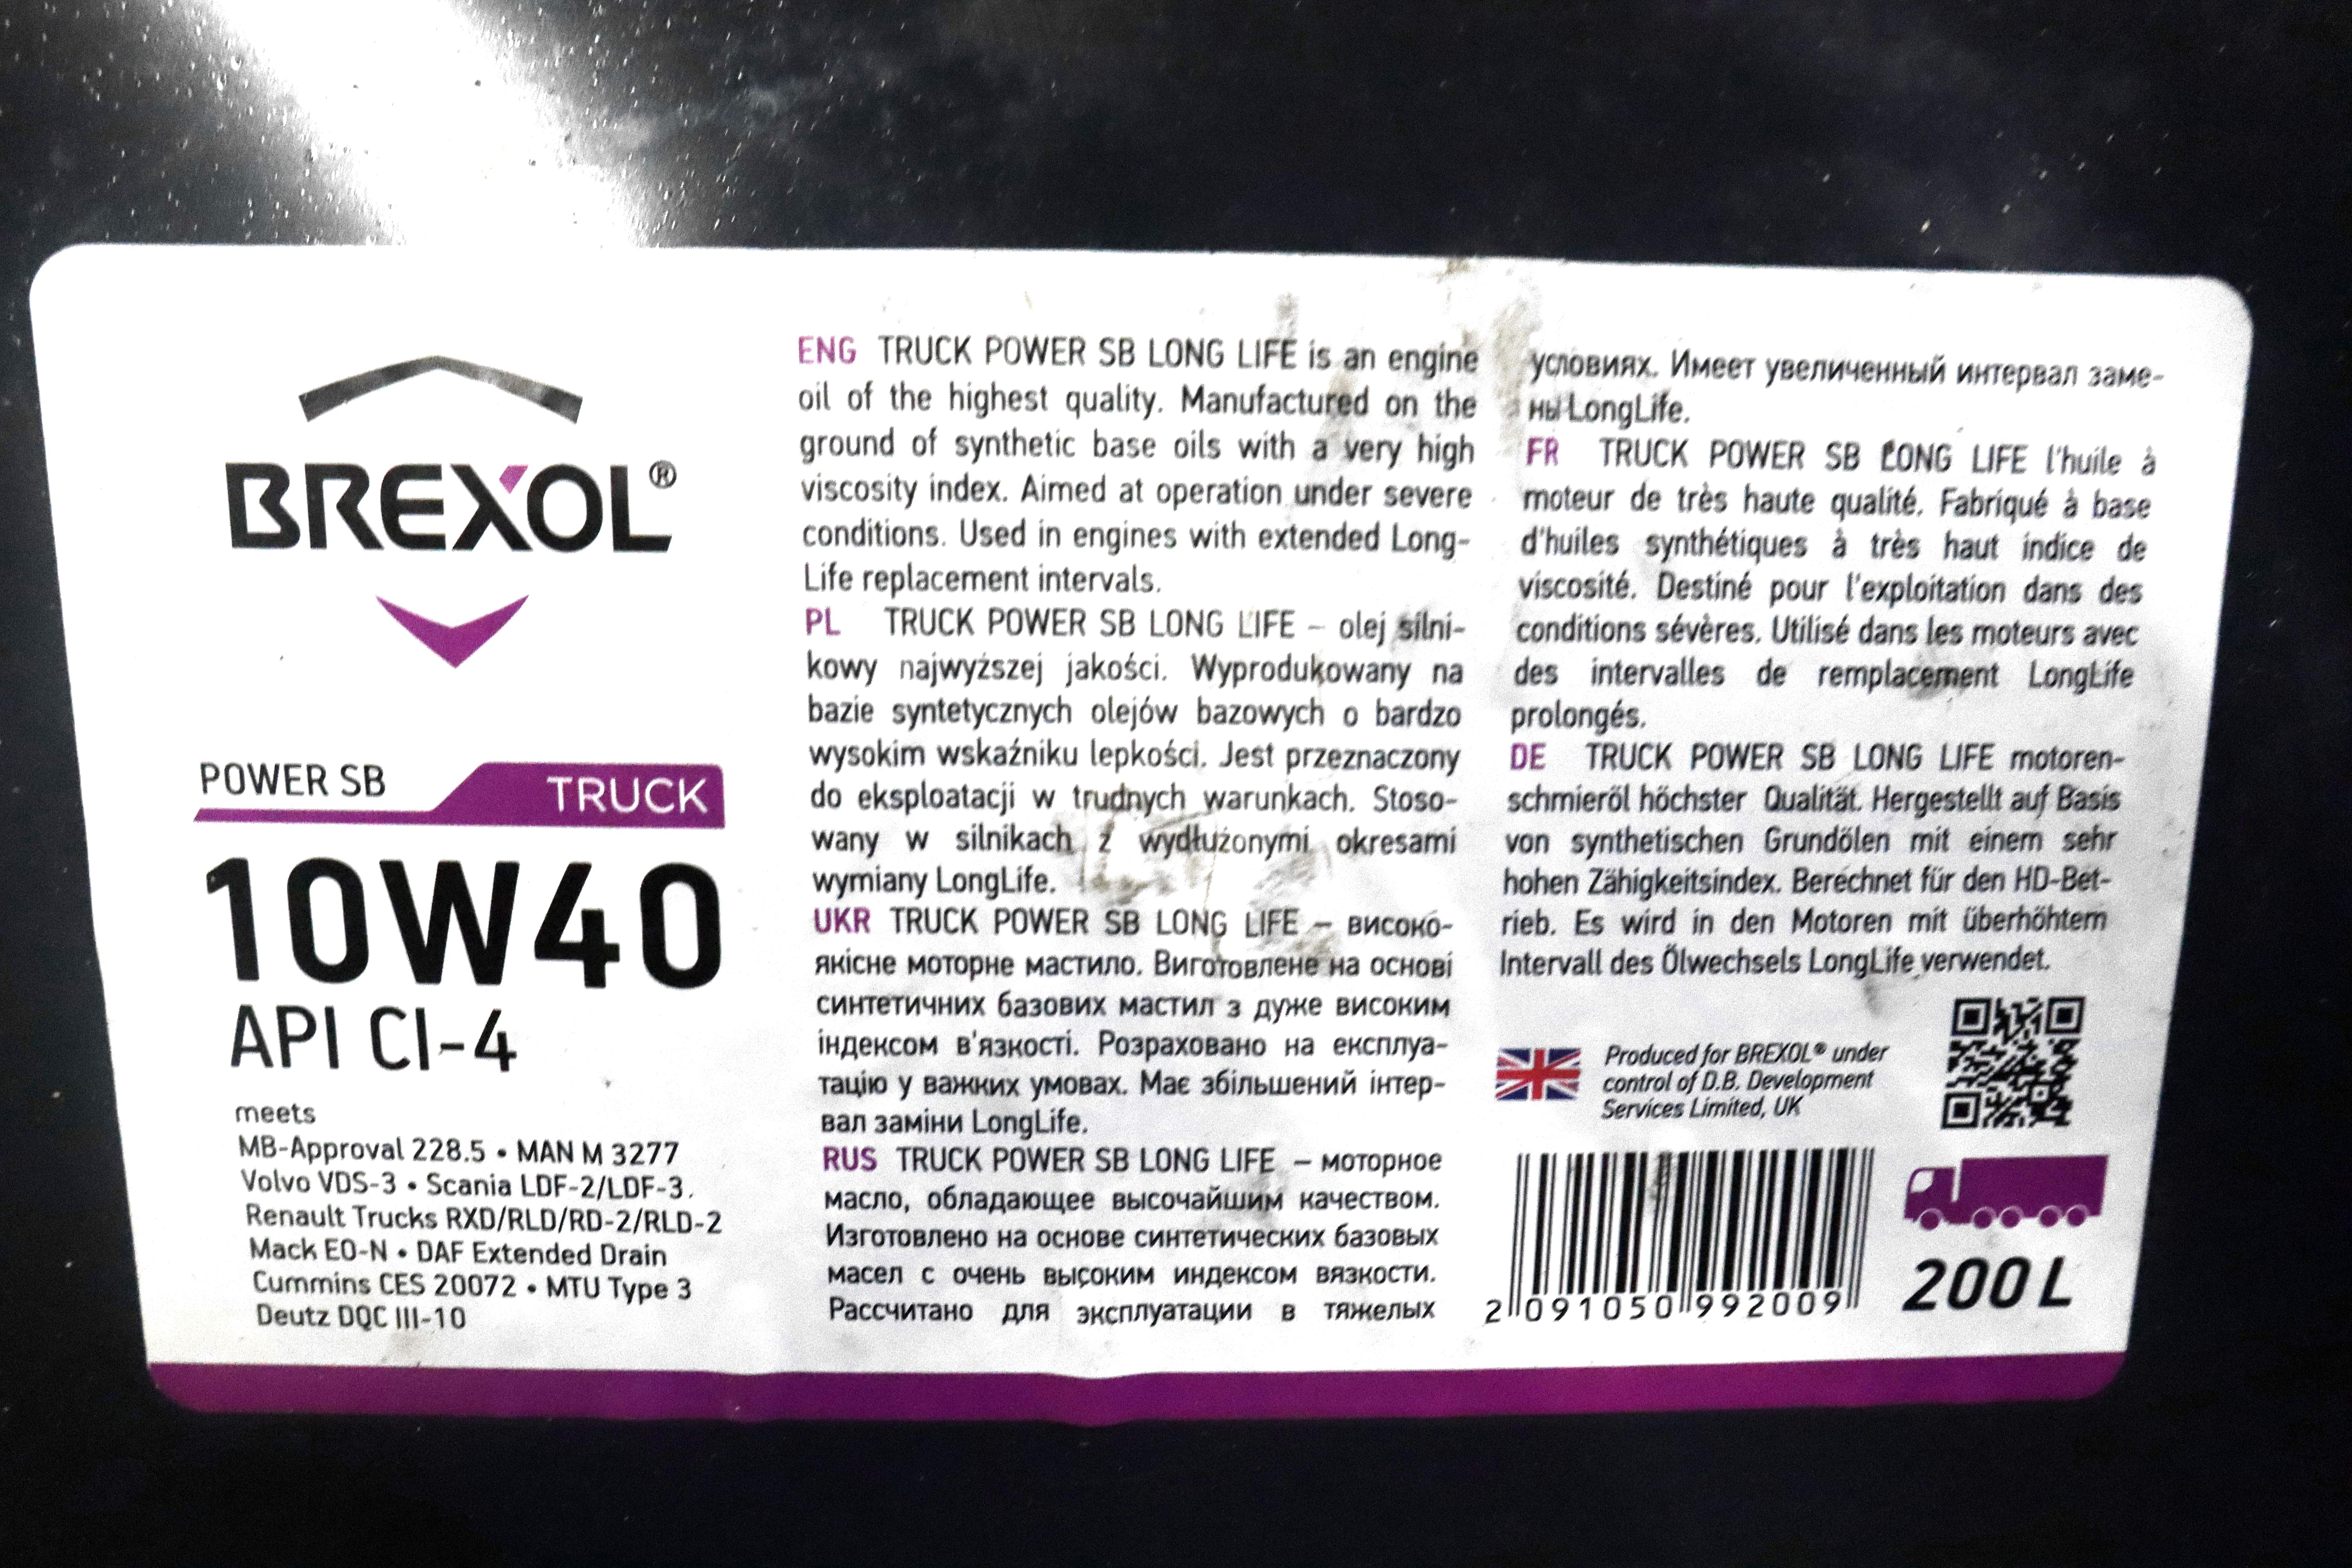 BREXOL®
POWER SB
TRUCK
10W40
API CI-4
meets
MB-Approval 228.5 • MAN M 3277
Volvo VDS-3 • Scania LDF-2/LDF-3.
Renault Trucks RXD/RLD/RD-2/RLD-2
Mack EO-N • DAF Extended Drain
Cummins CES 20072 • MTU Type 3
Deutz DQC III-10
ENG TRUCK POWER SB LONG LIFE is an engine
oil of the highest quality. Manufactured on the
ground of synthetic base oils with a very high
viscosity index. Aimed at operation under severe
conditions. Used in engines with extended Long-
Life replacement intervals.
PL TRUCK POWER SB LONG LIFE – olej silni-
kowy najwyższej jakości. Wyprodukowany na
bazie syntetycznych olejów bazowych o bardzo
wysokim wskaźniku lepkości. Jest przeznaczony
do eksploatacji w trudnych warunkach. Stoso-
wany w silnikach z wydłużonymi okresami
wymiany LongLife.
UKR TRUCK POWER SB LONG LIFE – високо-
якісне моторне мастило. Виготовлене на основі
синтетичних базових мастил з дуже високим
індексом в'язкості. Розраховано на експлуа-
тацію у важких умовах. Має збільшений інтер-
вал заміни LongLife.
RUS TRUCK POWER SB LONG LIFE – моторное
масло, обладающее высочайшим качеством.
Изготовлено на основе синтетических базовых
масел с очень высоким индексом вязкости.
Рассчитано для эксплуатации в тяжелых
условиях. Имеет увеличенный интервал заме-
ны LongLife.
FR TRUCK POWER SB LONG LIFE l'huile à
moteur de très haute qualité. Fabriqué à base
d'huiles synthétiques à très haut indice de
viscosité. Destiné pour l'exploitation dans des
conditions sévères. Utilisé dans les moteurs avec
des intervalles de remplacement LongLife
prolongés.
DE TRUCK POWER SB LONG LIFE motoren-
schmieröl höchster Qualität. Hergestellt auf Basis
von synthetischen Grundölen mit einem sehr
hohen Zähigkeitsindex. Berechnet für den HD-Bet-
rieb. Es wird in den Motoren mit überhöhtem
Intervall des Ölwechsels LongLife verwendet.
Produced for BREXOL® under
control of D.B. Development
Services Limited, UK
2 091050 992009
200 L